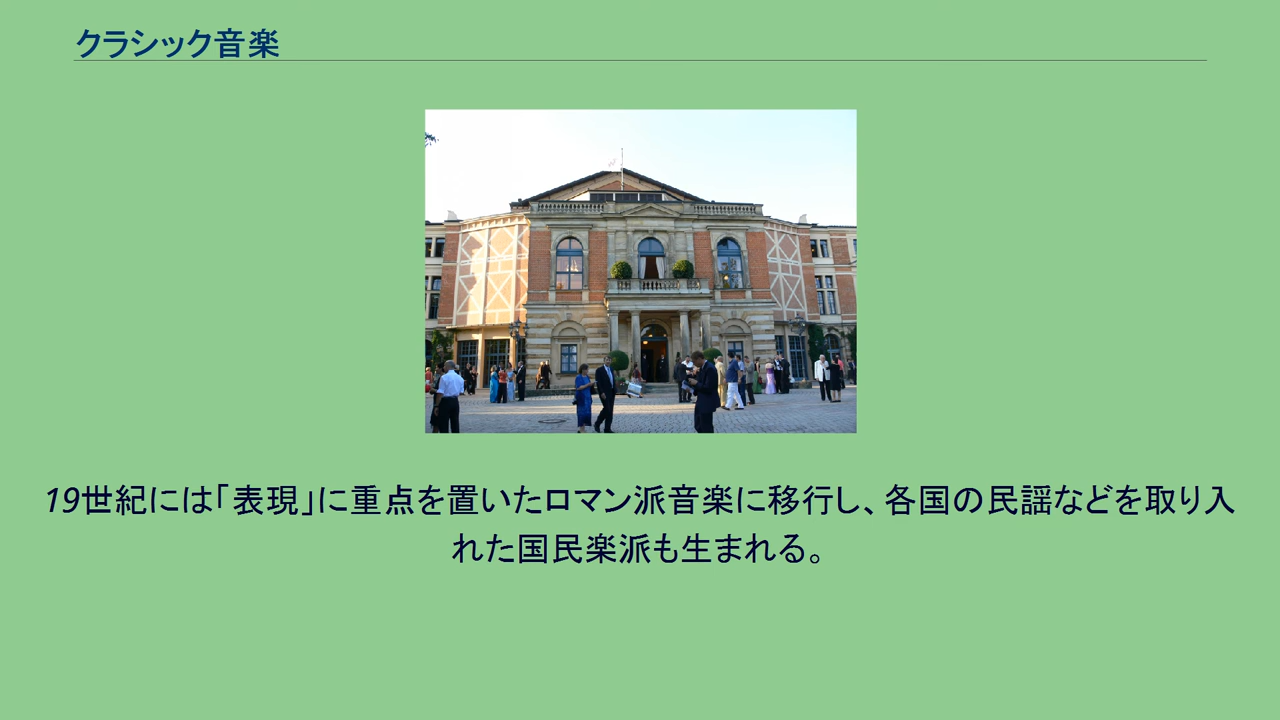 クラシック音楽
19世紀には「表現」に重点を置いたロマン派音楽に移行し、各国の民謡などを取り入
れた国民楽派も生まれる。